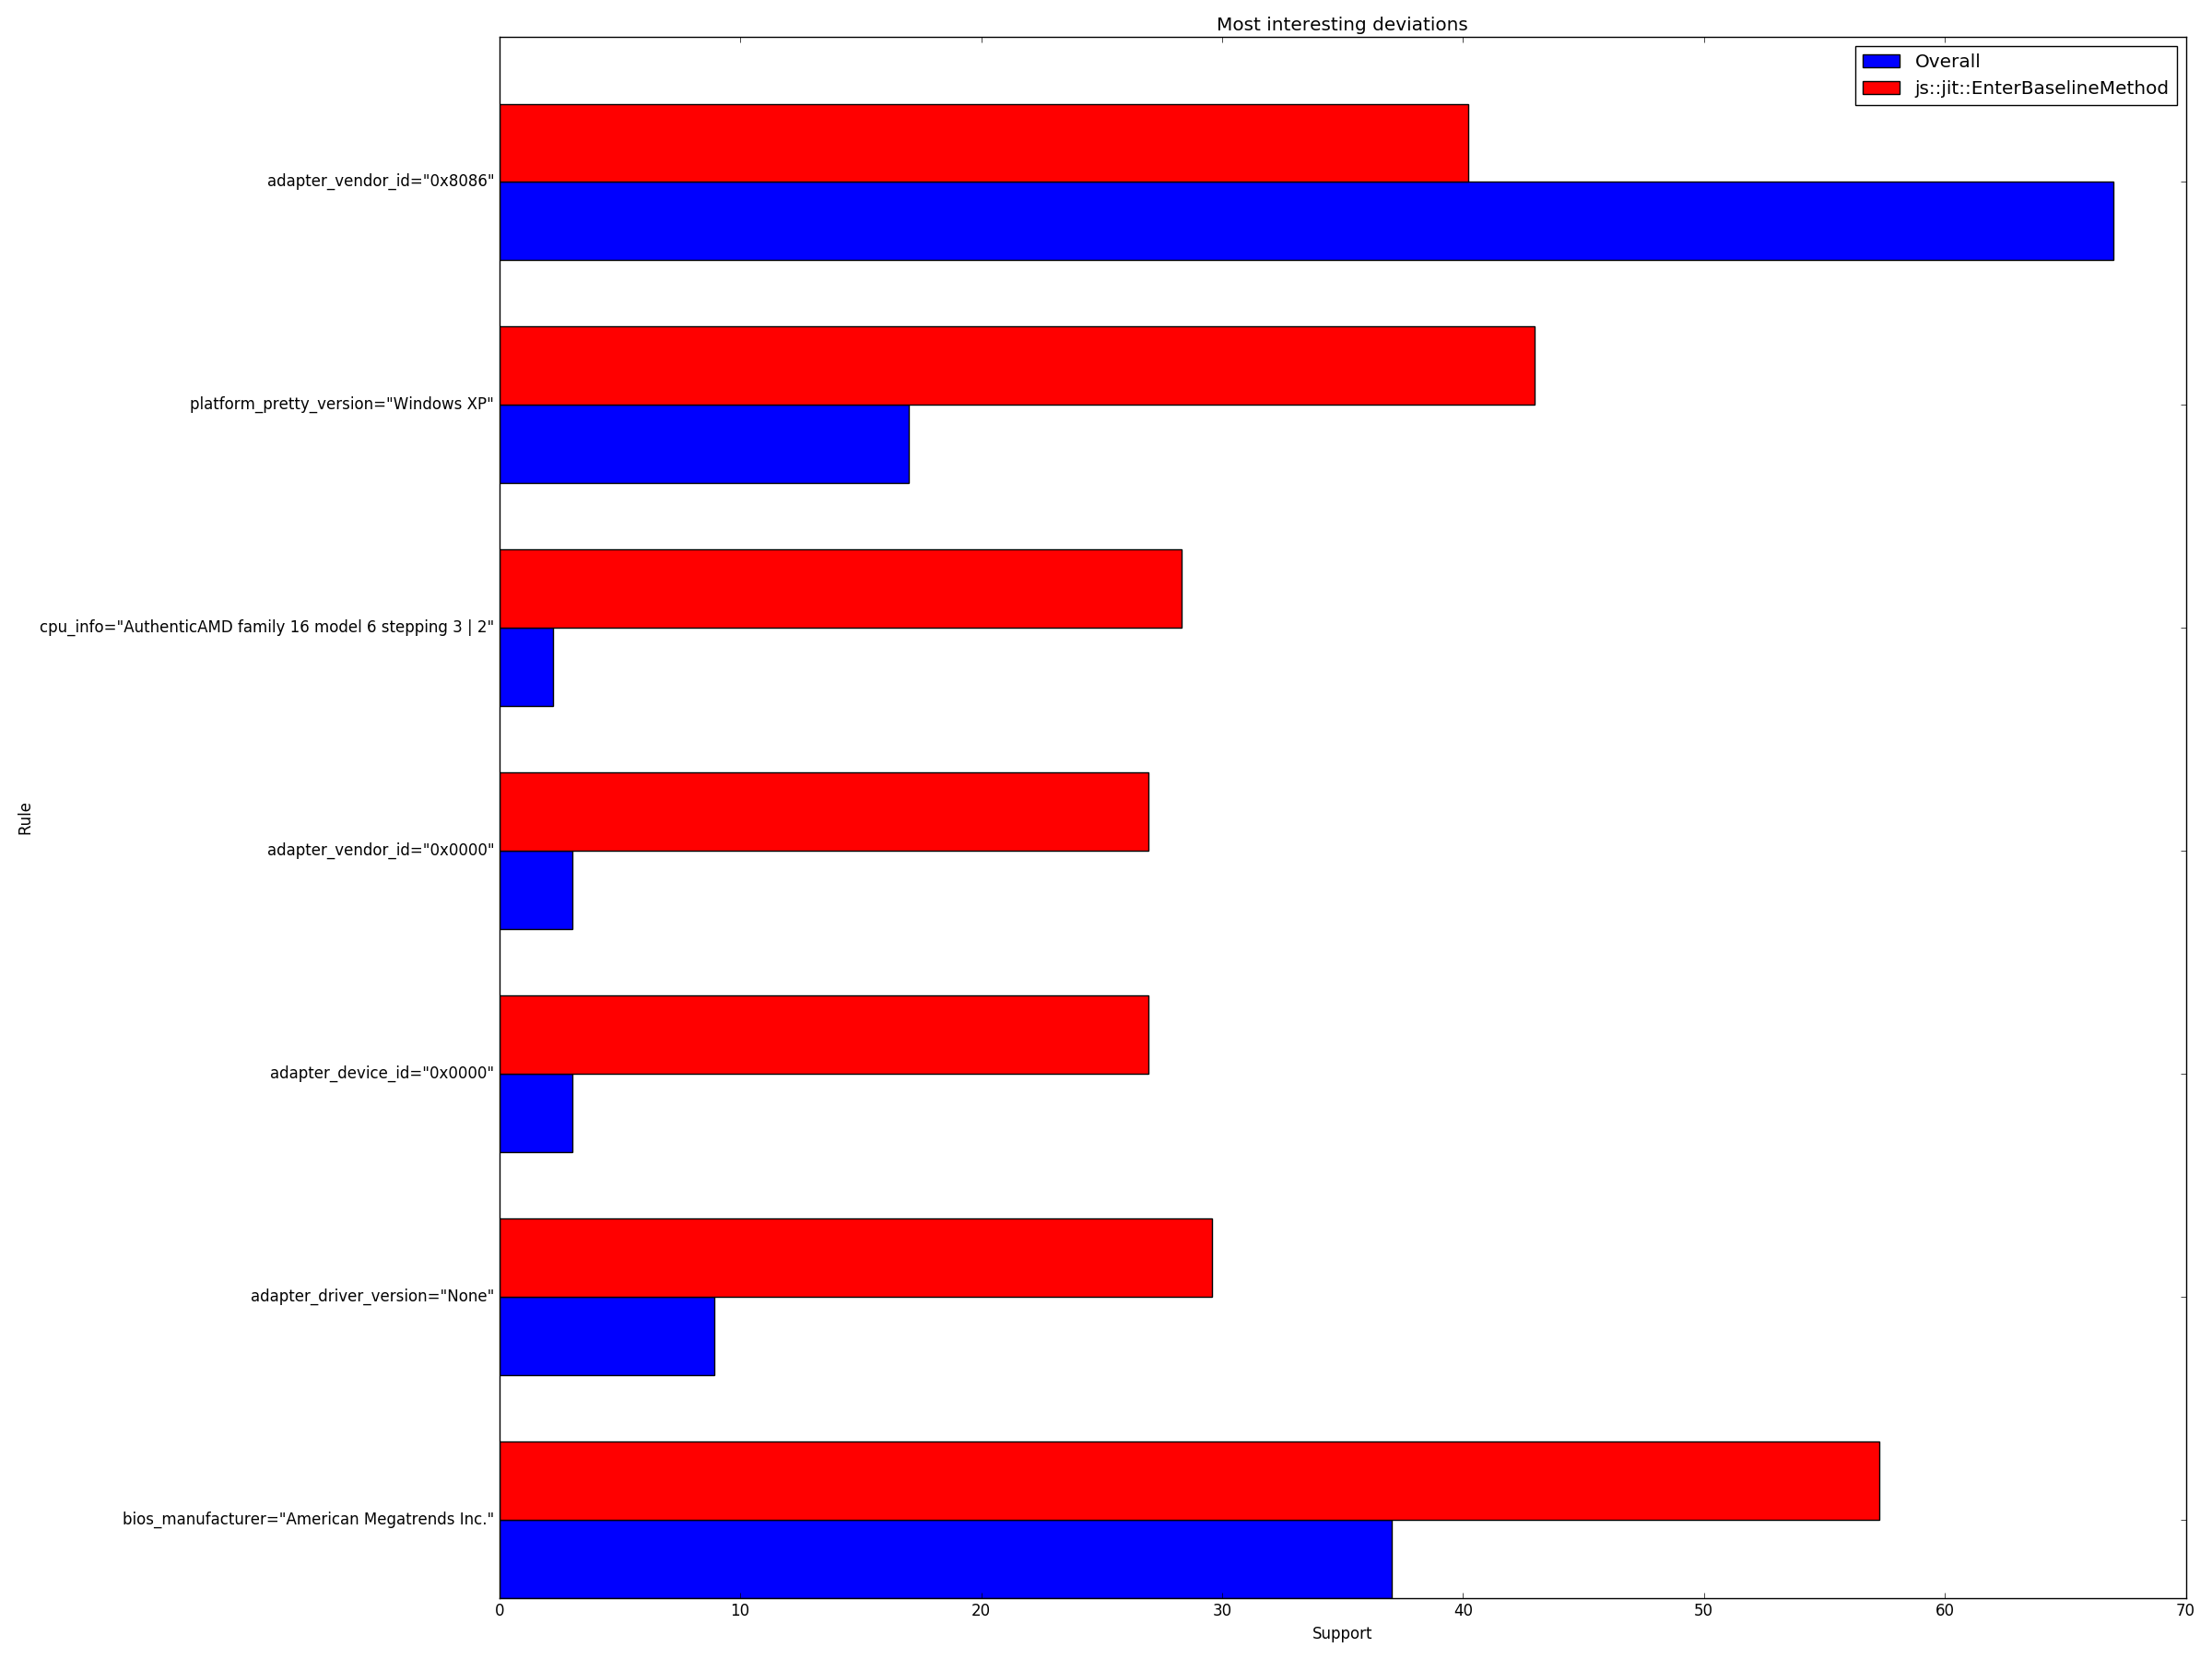 Most interesting deviations
Overall
js::jit::EnterBaselineMethod
adapter_vendor_id="0x8086"
platform_pretty_version="Windows XP"
cpu_info="AuthenticAMD family 16 model 6 stepping 3 | 2"
adapter_vendor_id="0x0000"
adapter_device_id="0x0000"
adapter_driver_version="None"
bios_manufacturer="American Megatrends Inc."
Rule
0 10 20 30 40 50 60 70
Support